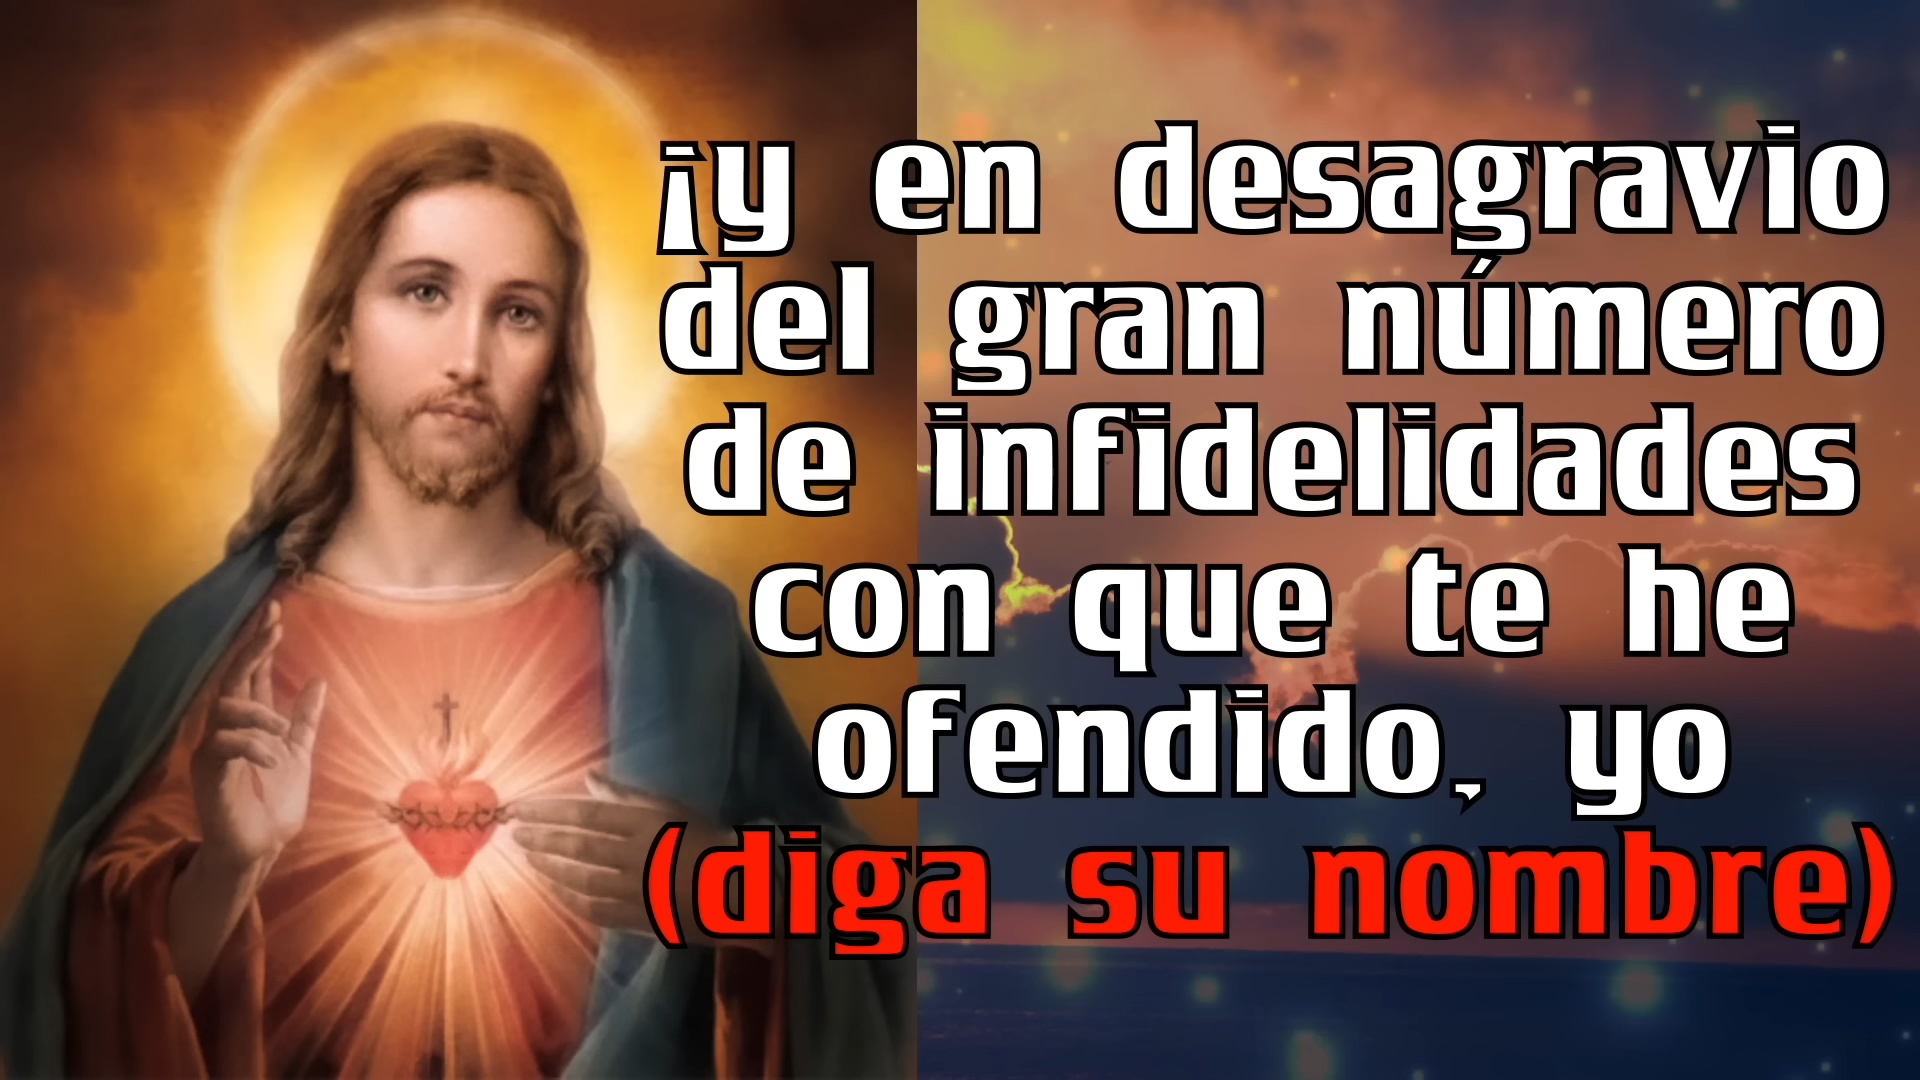 ¡y en desagravio
del gran número
de infidelidades
con que te he
ofendido, yo
(diga su nombre)